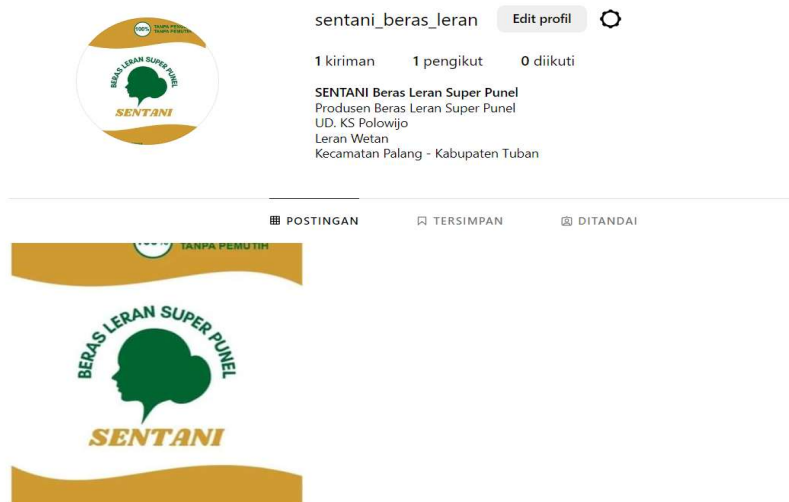 sentani_beras_leran Edit profil
100% TANPA PEMUTIH
BERAS LERAN SUPER PUNEL
SENTANI
1 kiriman 1 pengikut 0 diikuti
SENTANI Beras Leran Super Punel
Produsen Beras Leran Super Punel
UD. KS Polowijo
Leran Wetan
Kecamatan Palang - Kabupaten Tuban
POSTINGAN TERSIMPAN DITANDAI
TANPA PEMUTIH
BERAS LERAN SUPER PUNEL
SENTANI